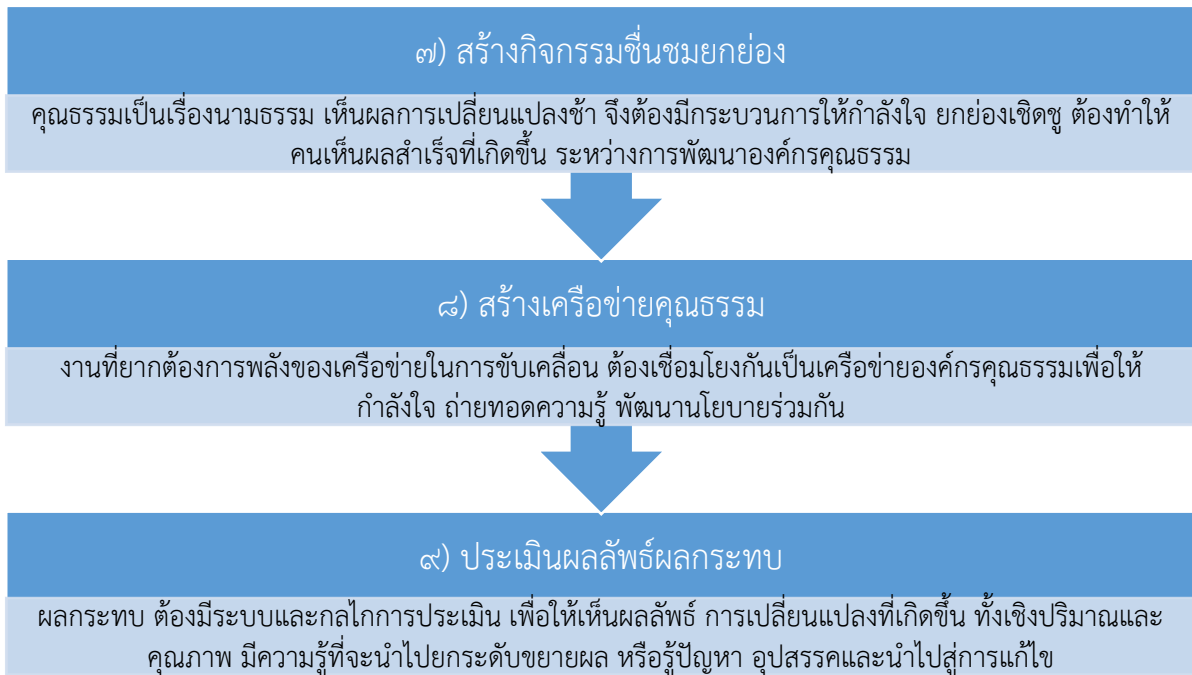 ๗) สร้างกิจกรรมชื่นชมยกย่อง
คุณธรรมเป็นเรื่องนามธรรม เห็นผลการเปลี่ยนแปลงช้า จึงต้องมีกระบวนการให้กำลังใจ ยกย่องเชิดชู ต้องทำให้
คนเห็นผลสำเร็จที่เกิดขึ้น ระหว่างการพัฒนาองค์กรคุณธรรม
๘) สร้างเครือข่ายคุณธรรม
งานที่ยากต้องการพลังของเครือข่ายในการขับเคลื่อน ต้องเชื่อมโยงกันเป็นเครือข่ายองค์กรคุณธรรมเพื่อให้
กำลังใจ ถ่ายทอดความรู้ พัฒนานโยบายร่วมกัน
๙) ประเมินผลลัพธ์ผลกระทบ
ผลกระทบ ต้องมีระบบและกลไกการประเมิน เพื่อให้เห็นผลลัพธ์ การเปลี่ยนแปลงที่เกิดขึ้น ทั้งเชิงปริมาณและ
คุณภาพ มีความรู้ที่จะนำไปยกระดับขยายผล หรือรู้ปัญหา อุปสรรคและนำไปสู่การแก้ไข